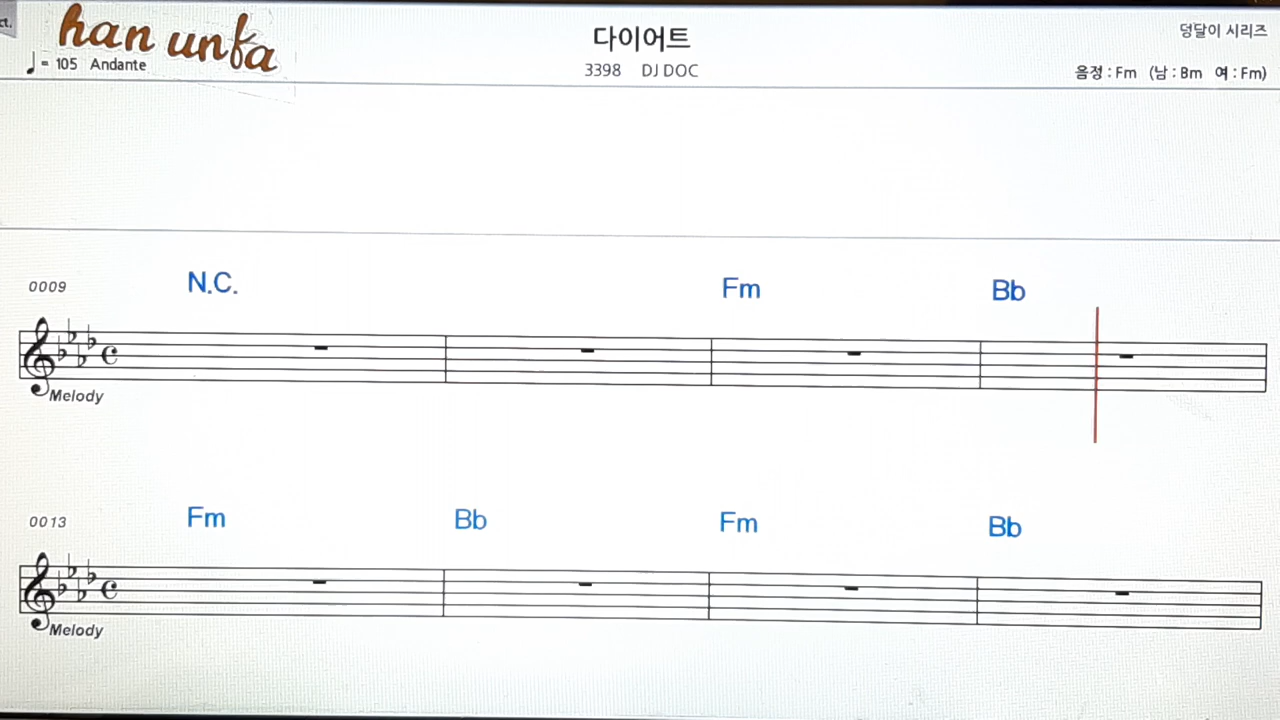 ct.
han unfa
다이어트
덩달이 시리즈
♩ = 105 Andante
3398 DJ DOC
음정 : Fm (남 : Bm 여 : Fm)
N.C. Fm Bb
0009
Melody
Fm Bb Fm Bb
0013
Melody